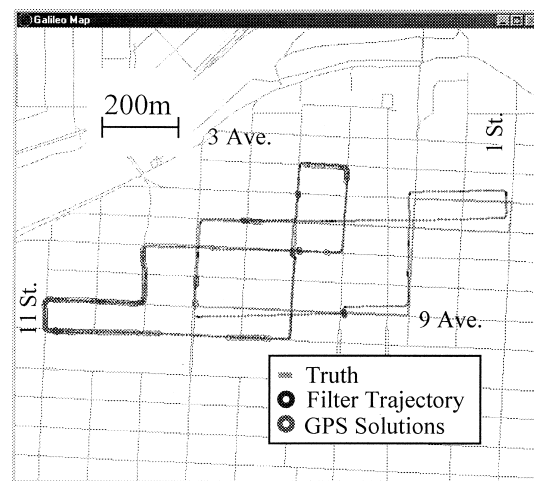 Galileo Map
200m
3 Ave.
1 St.
11 St.
9 Ave.
Truth
Filter Trajectory
GPS Solutions